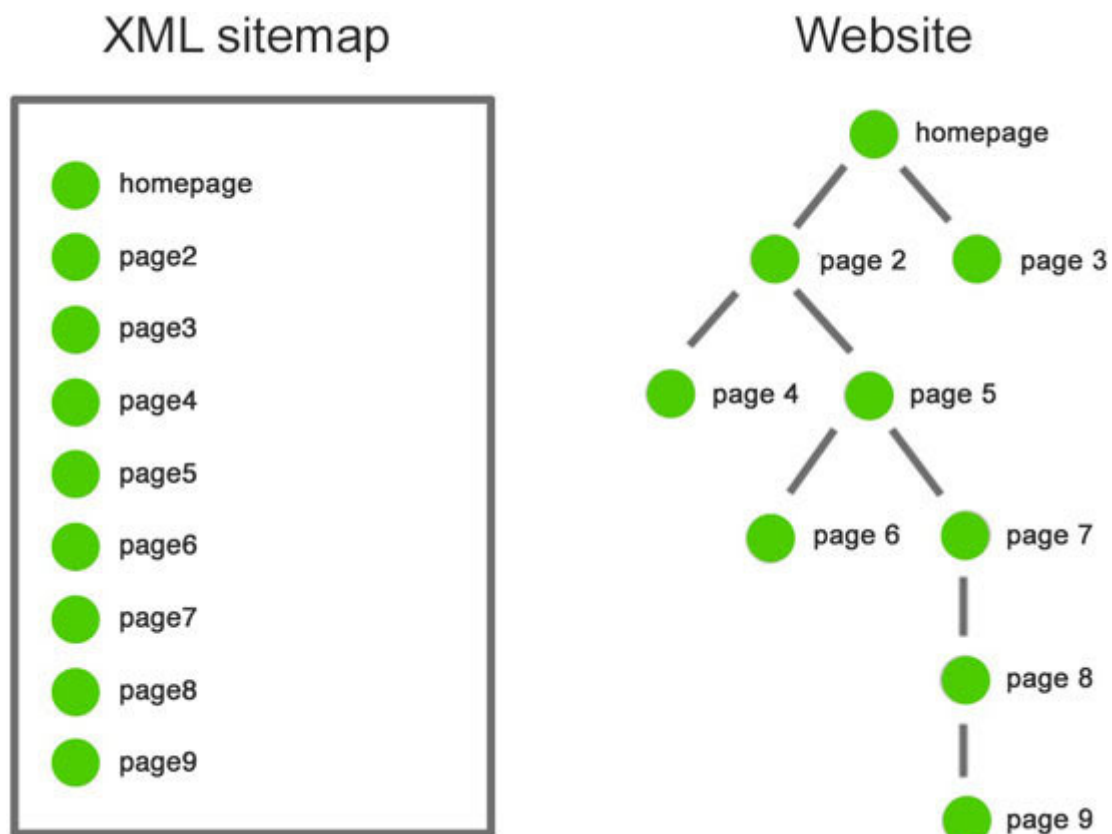 XML sitemap
homepage
page2
page3
page4
page5
page6
page7
page8
page9
Website
homepage
page 2
page 3
page 4
page 5
page 6
page 7
page 8
page 9